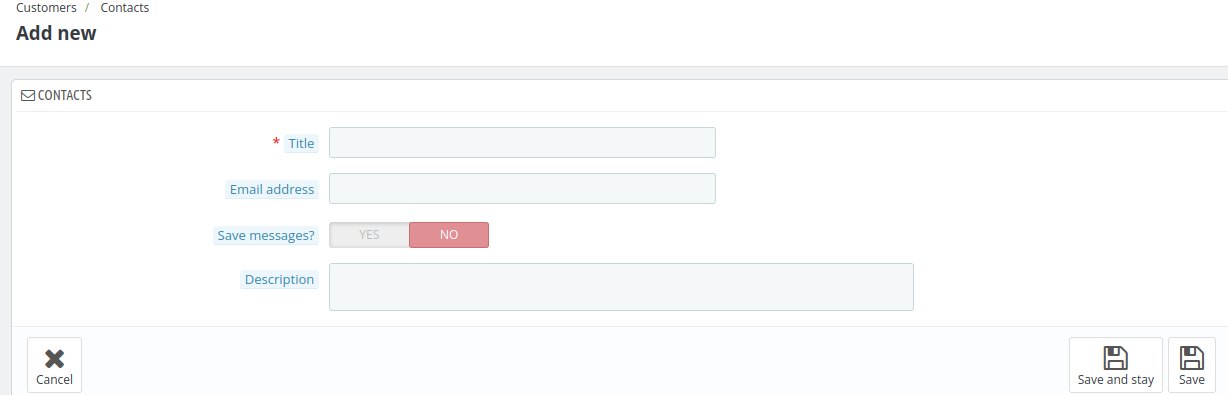 Customers / Contacts
Add new
CONTACTS
* Title
Email address
Save messages? YES NO
Description
Cancel Save and stay Save